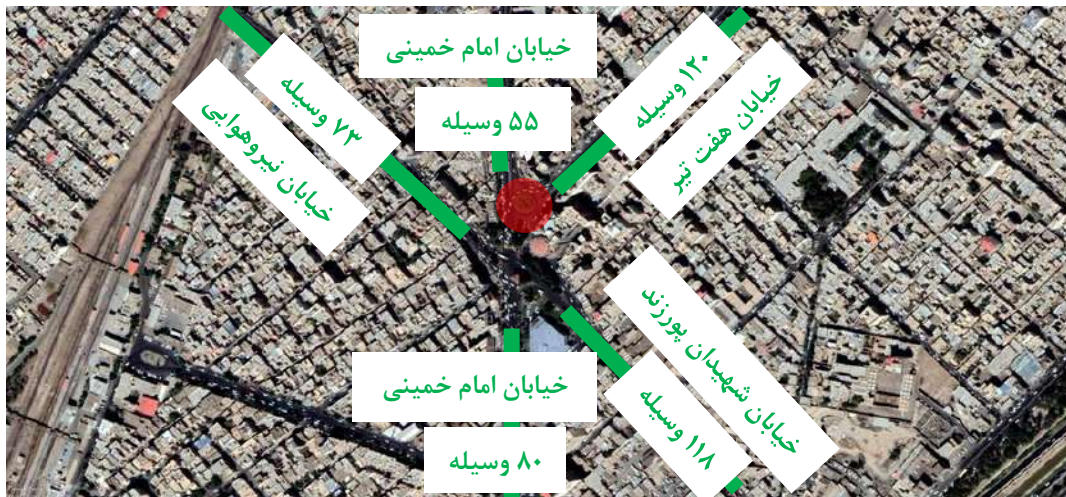 خیابان امام خمینی
۵۵ وسیله
۱۲۰ وسیله
خیابان هفت تیر
۷۳ وسیله
خیابان نیروهوایی
خیابان شهیدان پورزند
۱۱۸ وسیله
خیابان امام خمینی
۸۰ وسیله